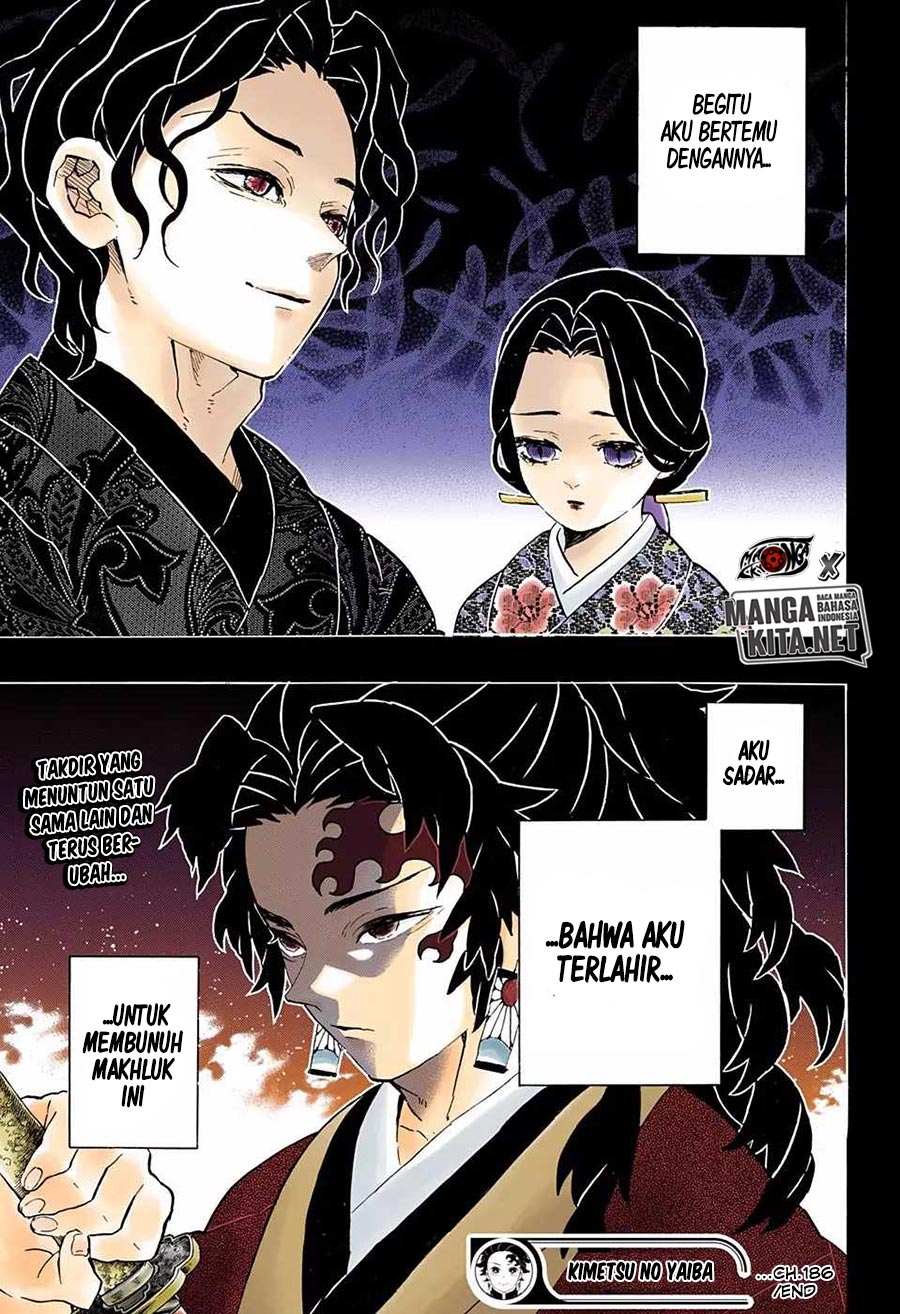 BEGITU
AKU BERTEMU
DENGANNYA...
X
MANGA
KITA.NET
BACA MANGA
BAHASA
INDONESIA
AKU
SADAR...
...BAHWA AKU
TERLAHIR...
TAKDIR YANG
MENUNTUN SATU
SAMA LAIN DAN
TERUS BER-
UBAH...
...UNTUK
MEMBUNUH
MAKHLUK
INI
KIMETSU NO YAIBA
...CH.186
/END